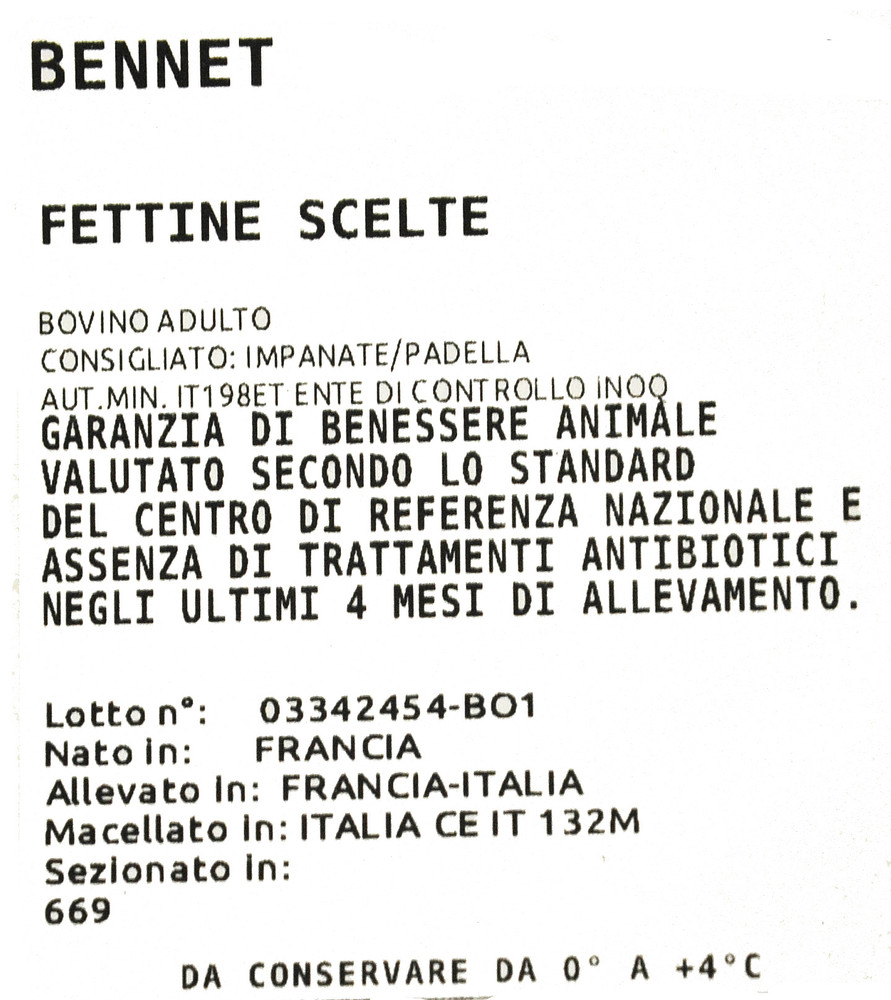 BENNET
FETTINE SCELTE
BOVINO ADULTO
CONSIGLIATO: IMPANATE/PADELLA
AUT.MIN. IT198ET ENTE DI CONTROLLO INOQ
GARANZIA DI BENESSERE ANIMALE
VALUTATO SECONDO LO STANDARD
DEL CENTRO DI REFERENZA NAZIONALE E
ASSENZA DI TRATTAMENTI ANTIBIOTICI
NEGLI ULTIMI 4 MESI DI ALLEVAMENTO.
Lotto n°: 03342454-BO1
Nato in: FRANCIA
Allevato in: FRANCIA-ITALIA
Macellato in: ITALIA CE IT 132M
Sezionato in:
669
DA CONSERVARE DA 0° A +4°C